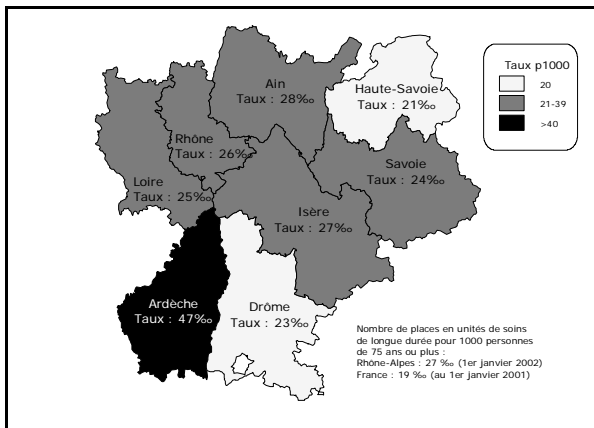 Taux p1000
20
21-39
>40
Ain
Taux : 28‰
Haute-Savoie
Taux : 21‰
Rhône
Taux : 26‰
Savoie
Taux : 24‰
Loire
Taux : 25‰
Isère
Taux : 27‰
Ardèche
Taux : 47‰
Drôme
Taux : 23‰
Nombre de places en unités de soins
de longue durée pour 1000 personnes
de 75 ans ou plus :
Rhône-Alpes : 27 ‰ (1er janvier 2002)
France : 19 ‰ (au 1er janvier 2001)